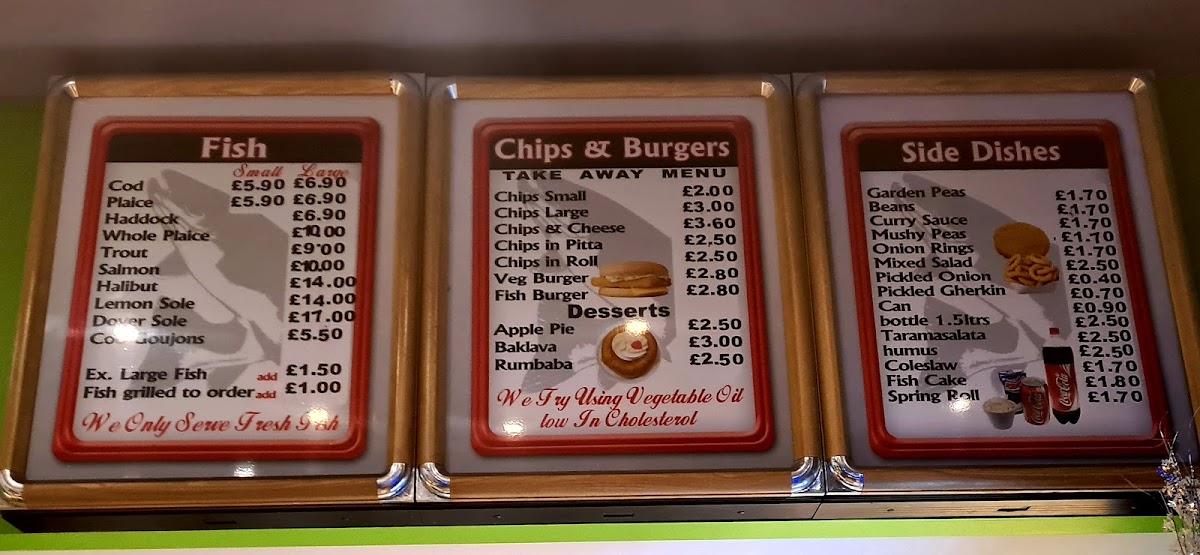 Fish
Small Large
Cod £5.90 £6.90
Plaice £5.90 £6.90
Haddock £6.90
Whole Plaice £10.00
Trout £9.00
Salmon £10.00
Halibut £14.00
Lemon Sole £14.00
Dover Sole £17.00
Cod Goujons £5.50
Ex. Large Fish add £1.50
Fish grilled to order add £1.00
We Only Serve Fresh Fish
Chips & Burgers
TAKE AWAY MENU
Chips Small £2.00
Chips Large £3.00
Chips & Cheese £3.60
Chips in Pitta £2.50
Chips in Roll £2.50
Veg Burger £2.80
Fish Burger £2.80
Desserts
Apple Pie £2.50
Baklava £3.00
Rumbaba £2.50
We Try Using Vegetable Oil
low In Cholesterol
Side Dishes
Garden Peas £1.70
Beans £1.70
Curry Sauce £1.70
Mushy Peas £1.70
Onion Rings £1.70
Mixed Salad £2.50
Pickled Onion £0.40
Pickled Gherkin £0.70
Can £0.90
bottle 1.5ltrs £2.50
Taramasalata £2.50
humus £2.50
Coleslaw £1.70
Fish Cake £1.80
Spring Roll £1.70
Coca-Cola
Coca-Cola